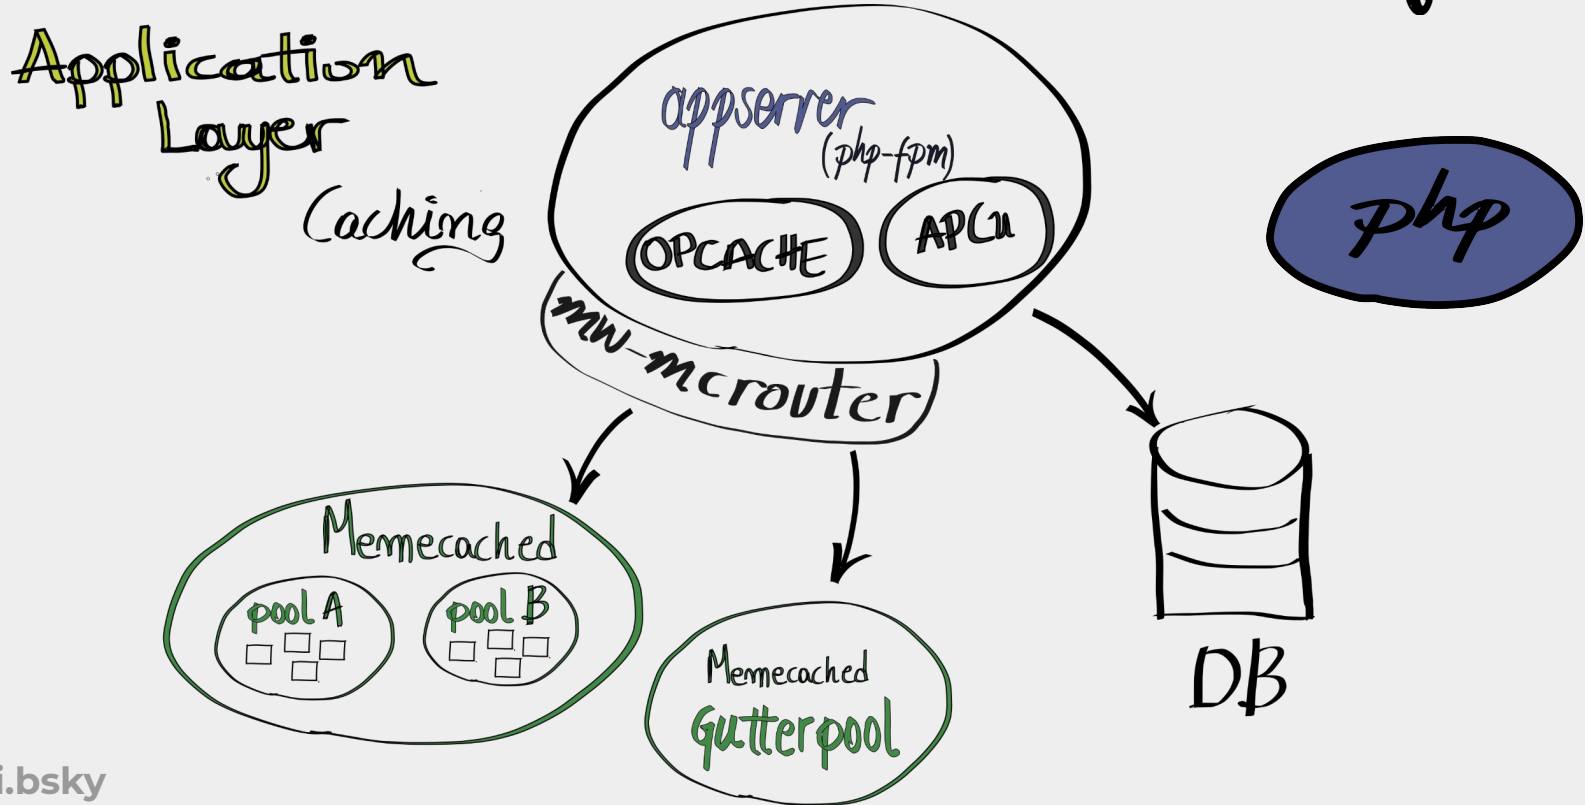 Application
Layer
Caching
appserver
(php-fpm)
OPCACHE
APCu
php
mw-mcrouter
Memecached
pool A
pool B
Memecached
Gutterpool
DB
i.bsky